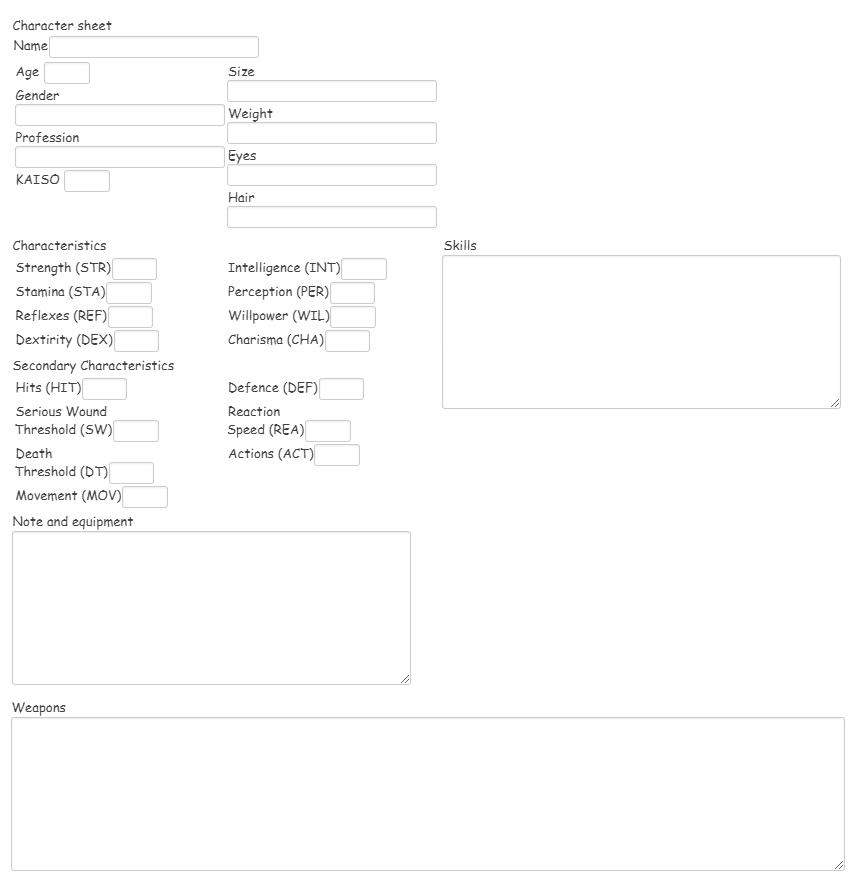 Character sheet
Name
Age
Size
Gender
Weight
Profession
Eyes
KAISO
Hair
Characteristics
Skills
Strength (STR)
Intelligence (INT)
Stamina (STA)
Perception (PER)
Reflexes (REF)
Willpower (WIL)
Dextirity (DEX)
Charisma (CHA)
Secondary Characteristics
Hits (HIT)
Defence (DEF)
Serious Wound
Threshold (SW)
Reaction
Speed (REA)
Death
Threshold (DT)
Actions (ACT)
Movement (MOV)
Note and equipment
Weapons